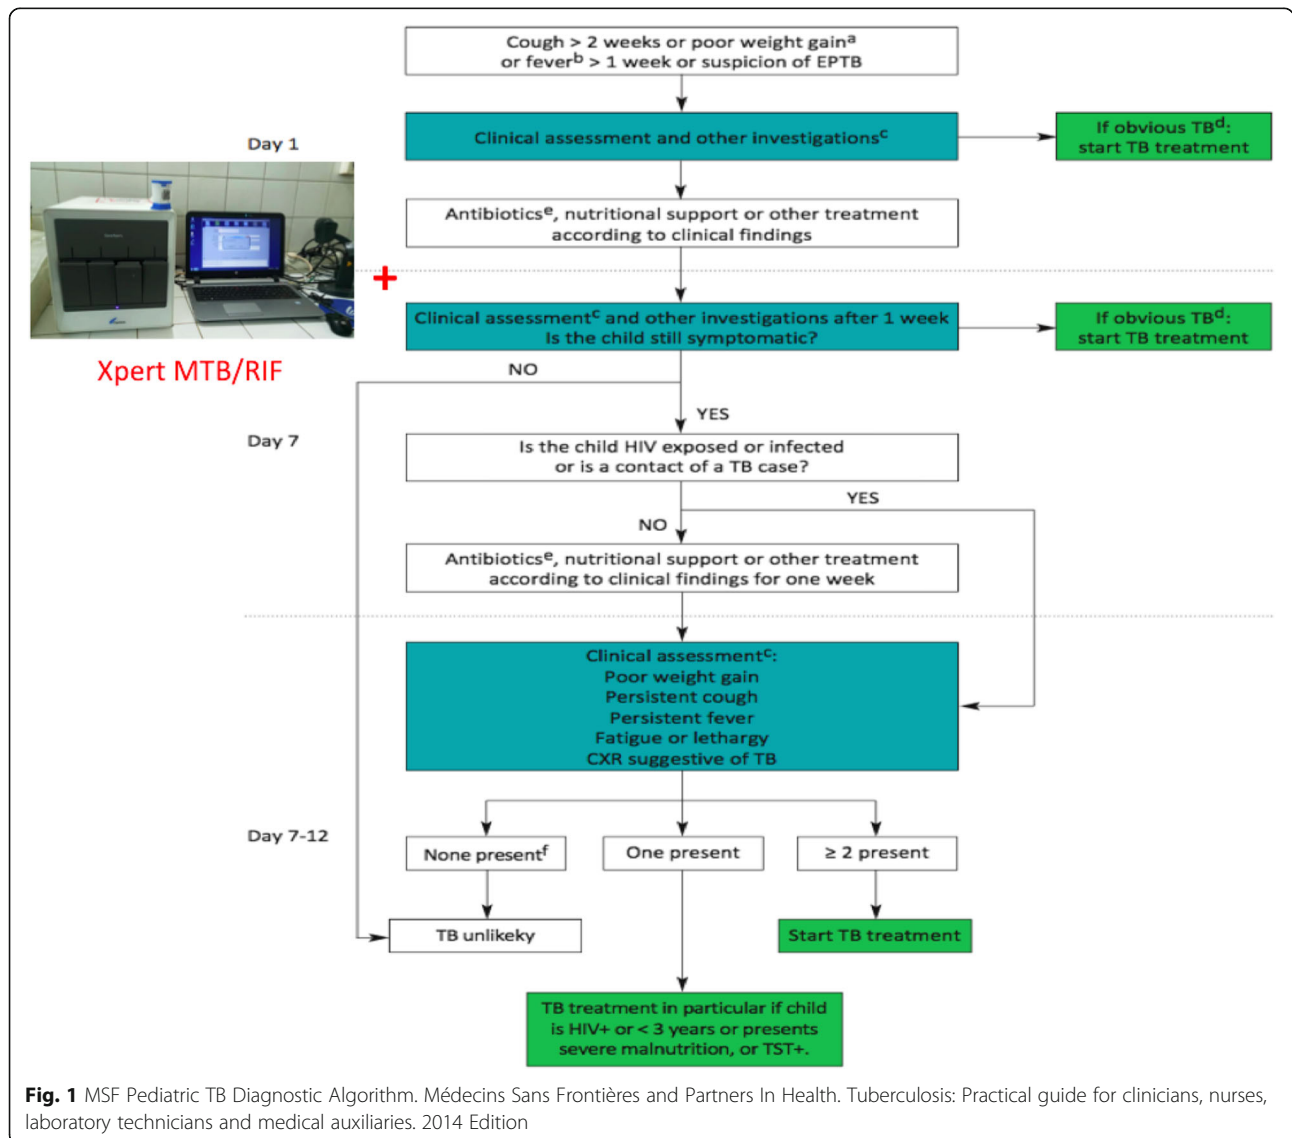 Cough > 2 weeks or poor weight gainᵃ
or feverᵇ > 1 week or suspicion of EPTB
Day 1
Clinical assessment and other investigationsᶜ
If obvious TBᵈ:
start TB treatment
Antibioticsᵉ, nutritional support or other treatment
according to clinical findings
+
Xpert MTB/RIF
Clinical assessmentᶜ and other investigations after 1 week
Is the child still symptomatic?
If obvious TBᵈ:
start TB treatment
NO
YES
Day 7
Is the child HIV exposed or infected
or is a contact of a TB case?
YES
NO
Antibioticsᵉ, nutritional support or other treatment
according to clinical findings for one week
Clinical assessmentᶜ:
Poor weight gain
Persistent cough
Persistent fever
Fatigue or lethargy
CXR suggestive of TB
Day 7-12
None presentᶠ
One present
≥ 2 present
TB unlikeky
Start TB treatment
TB treatment in particular if child
is HIV+ or < 3 years or presents
severe malnutrition, or TST+.
Fig. 1 MSF Pediatric TB Diagnostic Algorithm. Médecins Sans Frontières and Partners In Health. Tuberculosis: Practical guide for clinicians, nurses,
laboratory technicians and medical auxiliaries. 2014 Edition